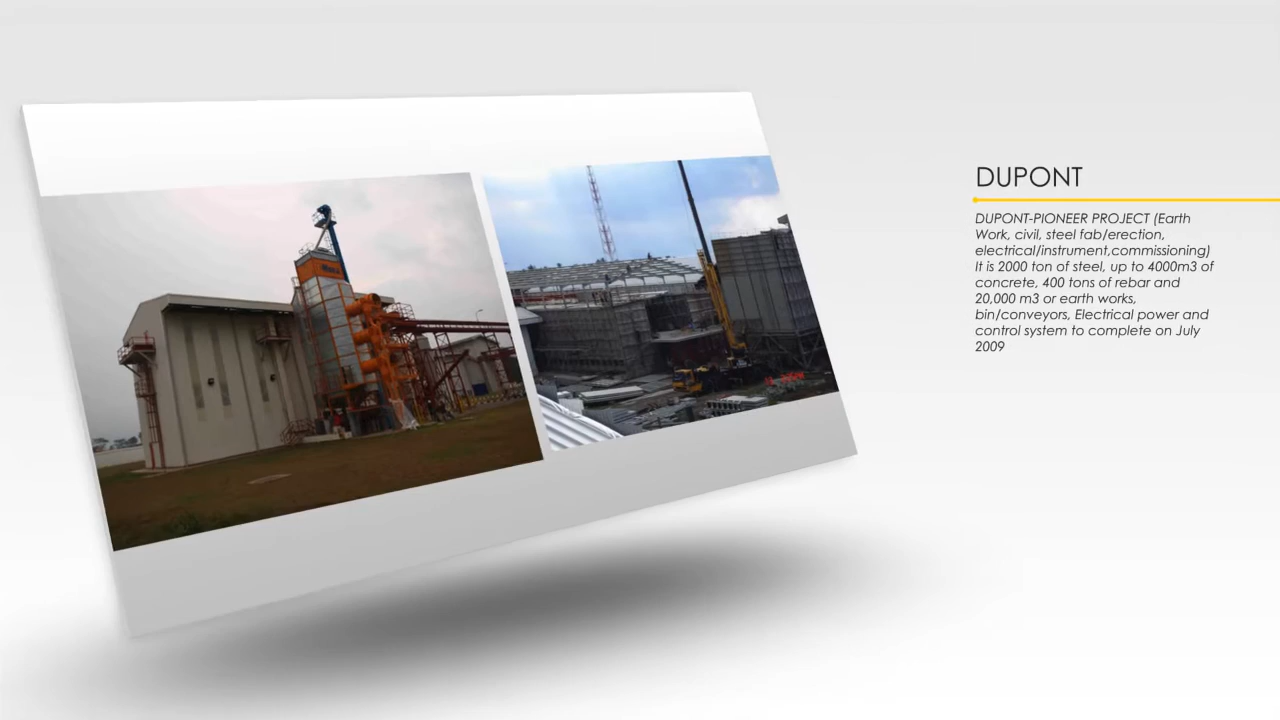 DUPONT
DUPONT-PIONEER PROJECT (Earth
Work, civil, steel fab/erection,
electrical/instrument,commissioning)
It is 2000 ton of steel, up to 4000m3 of
concrete, 400 tons of rebar and
20,000 m3 or earth works,
bin/conveyors, Electrical power and
control system to complete on July
2009